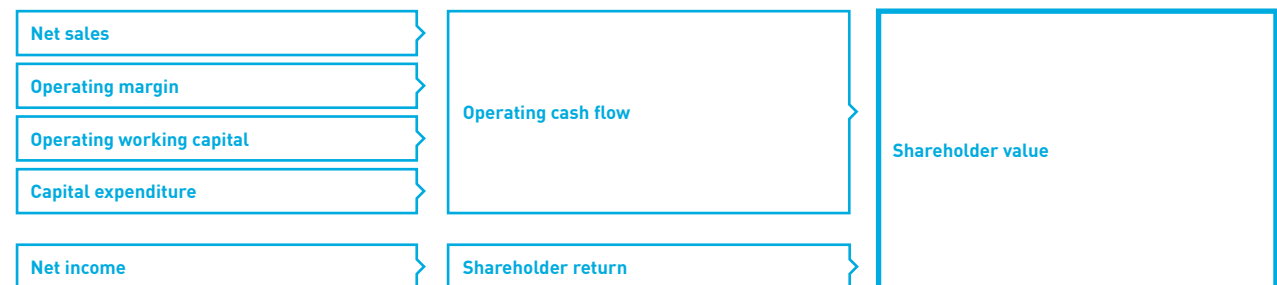 Net sales
Operating margin
Operating working capital
Capital expenditure
Operating cash flow
Shareholder value
Net income
Shareholder return